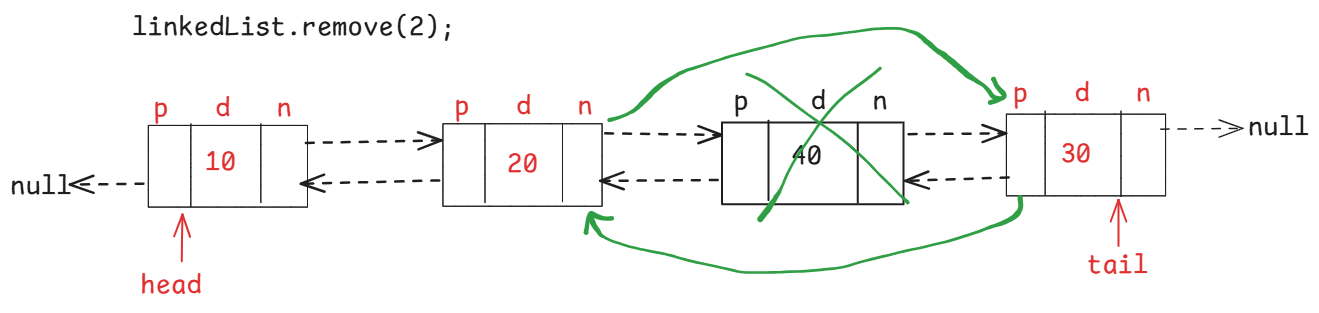 linkedList.remove(2);
p d n
p d n
p d n
p d n
null
10
20
40
30
null
head
tail